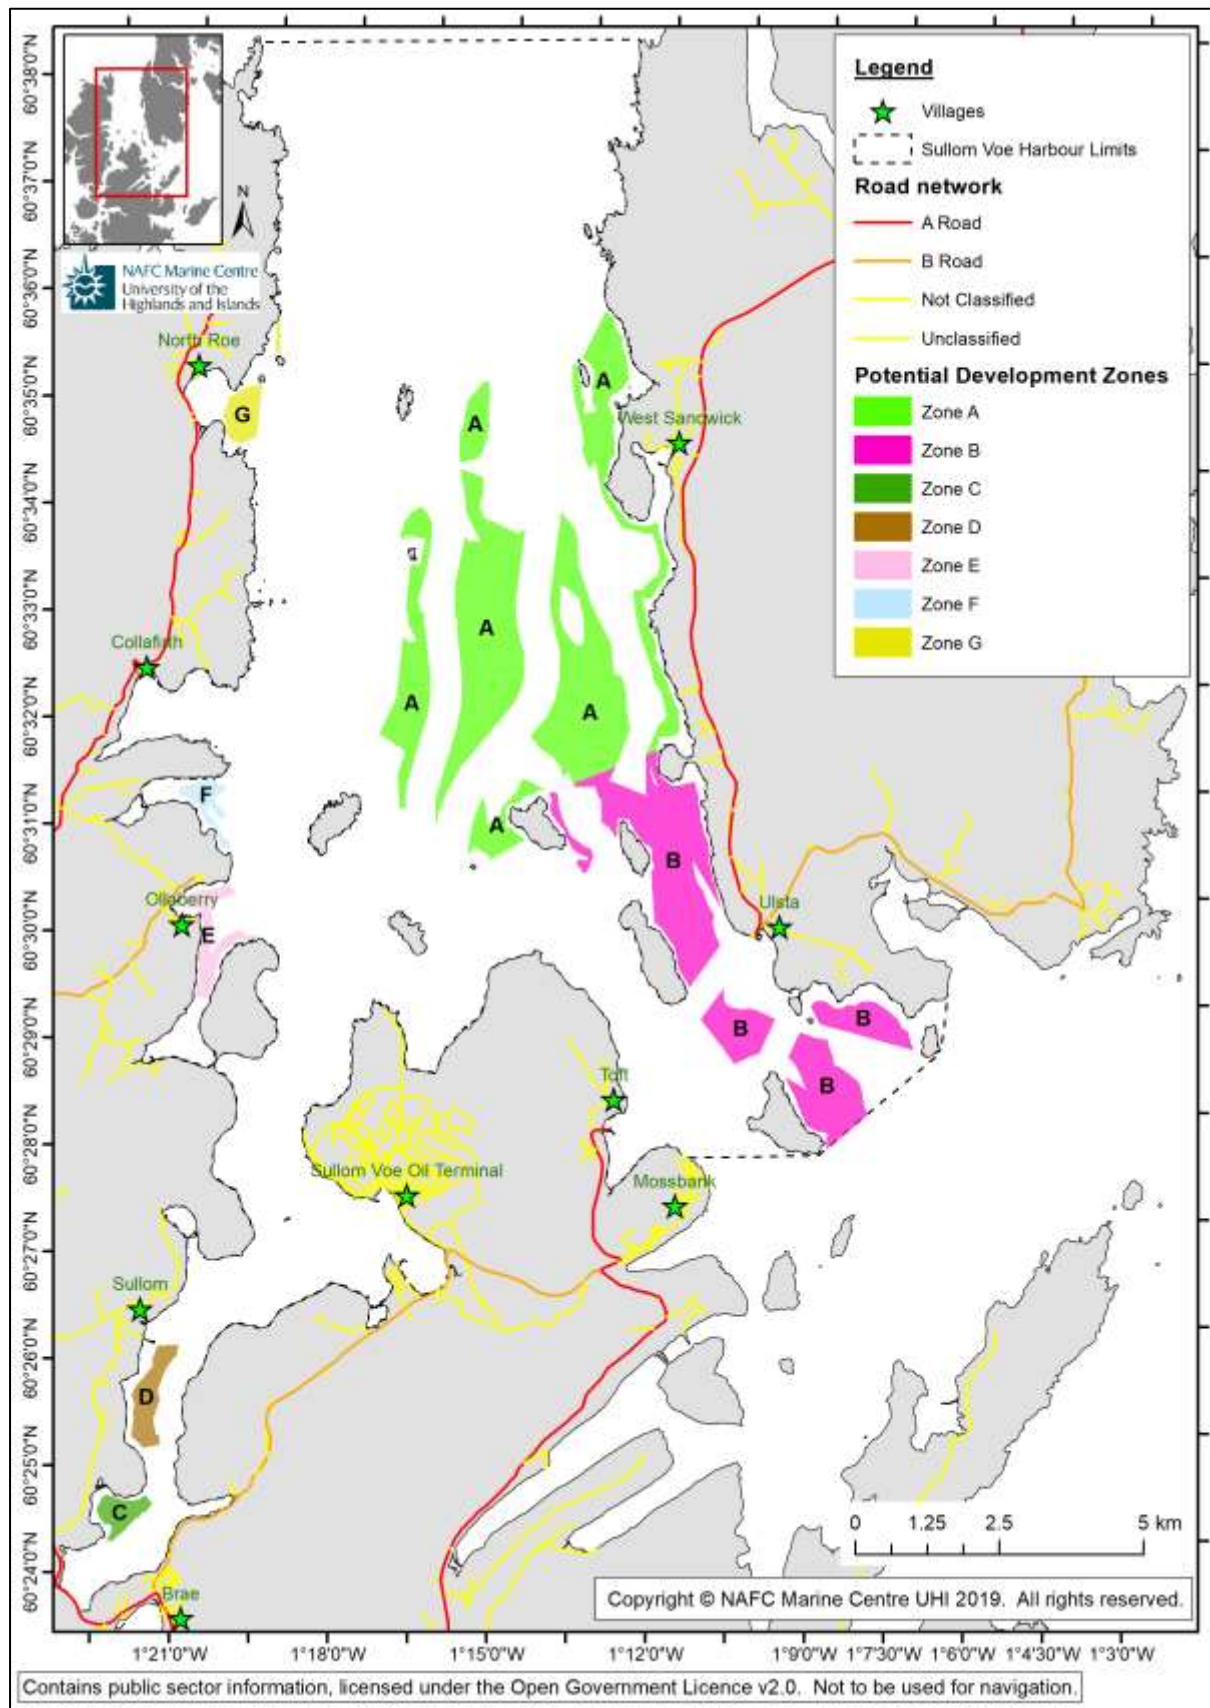 Legend
Villages
Sullom Voe Harbour Limits
Road network
A Road
B Road
Not Classified
Unclassified
Potential Development Zones
Zone A
Zone B
Zone C
Zone D
Zone E
Zone F
Zone G
N
NAFC Marine Centre
University of the
Highlands and Islands
60°38'0"N
60°37'0"N
60°36'0"N
60°35'0"N
60°34'0"N
60°33'0"N
60°32'0"N
60°31'0"N
60°30'0"N
60°29'0"N
60°28'0"N
60°27'0"N
60°26'0"N
60°25'0"N
60°24'0"N
North Roe
G
A
A
West Sandwick
A
A
A
Collafirth
F
A
B
Ollaberry
E
Ulsta
B
B
B
Toft
Sullom Voe Oil Terminal
Mossbank
Sullom
D
C
Brae
0 1.25 2.5 5 km
Copyright © NAFC Marine Centre UHI 2019. All rights reserved.
1°21'0"W 1°18'0"W 1°15'0"W 1°12'0"W 1°9'0"W 1°6'0"W 1°3'0"W
1°10'30"W 1°7'30"W 1°4'30"W 1°30"W
Contains public sector information, licensed under the Open Government Licence v2.0. Not to be used for navigation.